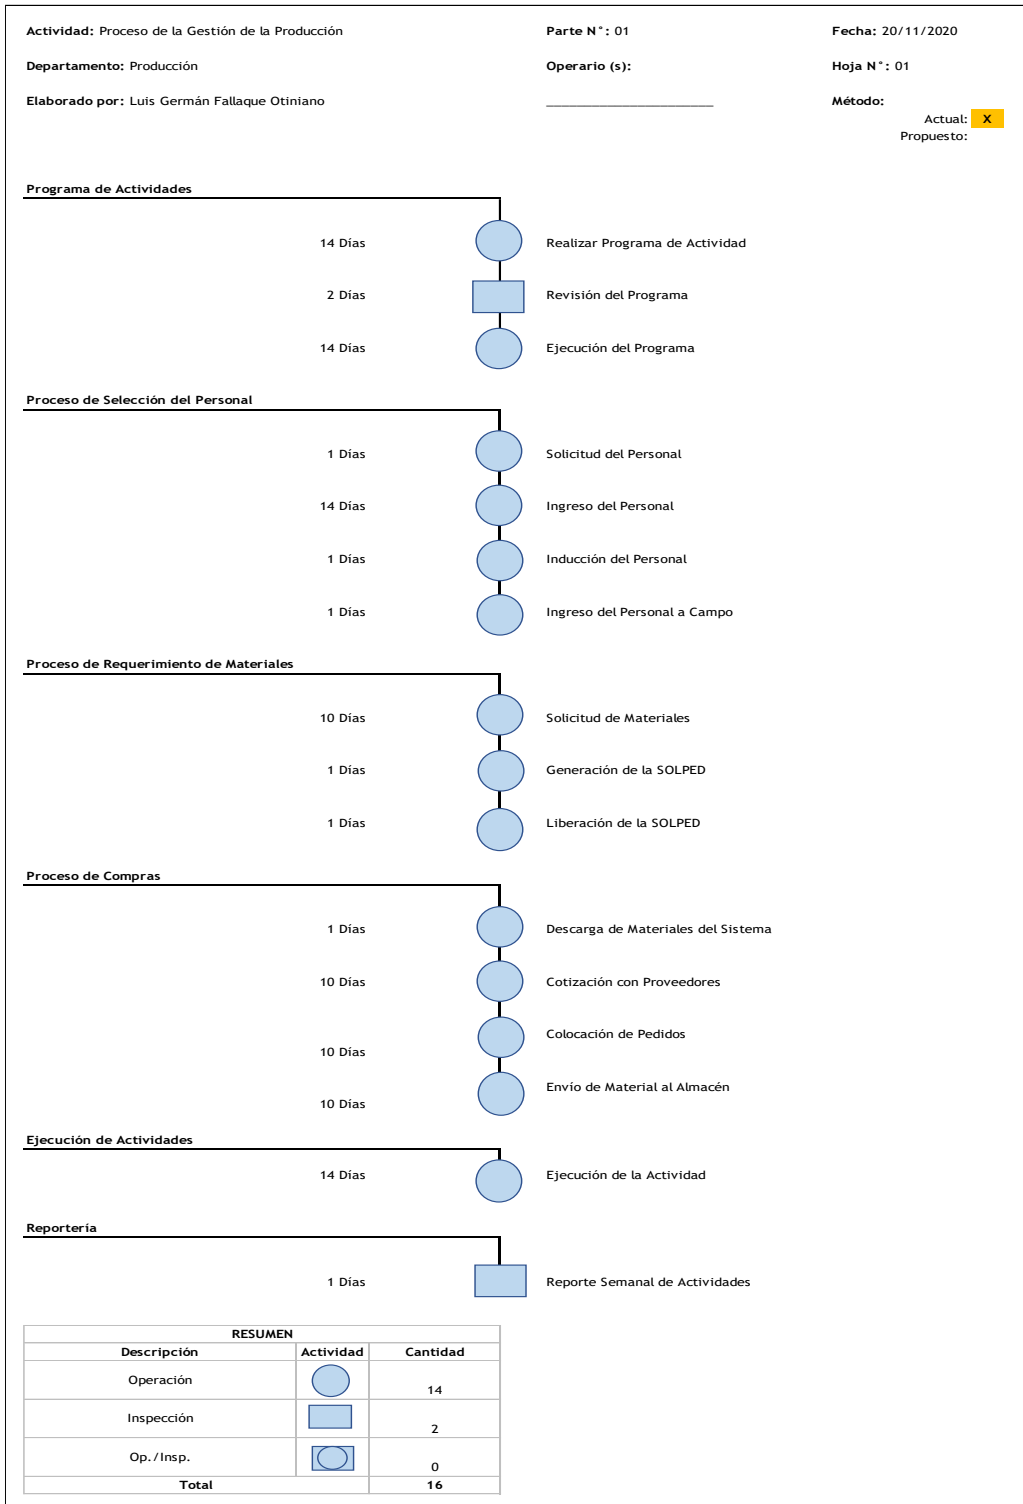 Actividad: Proceso de la Gestión de la Producción Parte N°: 01 Fecha: 20/11/2020
Departamento: Producción Operario (s): Hoja N°: 01
Elaborado por: Luis Germán Fallaque Otiniano ______________________ Método:
Actual: X
Propuesto:
Programa de Actividades
14 Días Realizar Programa de Actividad
2 Días Revisión del Programa
14 Días Ejecución del Programa
Proceso de Selección del Personal
1 Días Solicitud del Personal
14 Días Ingreso del Personal
1 Días Inducción del Personal
1 Días Ingreso del Personal a Campo
Proceso de Requerimiento de Materiales
10 Días Solicitud de Materiales
1 Días Generación de la SOLPED
1 Días Liberación de la SOLPED
Proceso de Compras
1 Días Descarga de Materiales del Sistema
10 Días Cotización con Proveedores
10 Días Colocación de Pedidos
10 Días Envío de Material al Almacén
Ejecución de Actividades
14 Días Ejecución de la Actividad
Reportería
1 Días Reporte Semanal de Actividades
RESUMEN
Descripción Actividad Cantidad
Operación 14
Inspección 2
Op./Insp. 0
Total 16